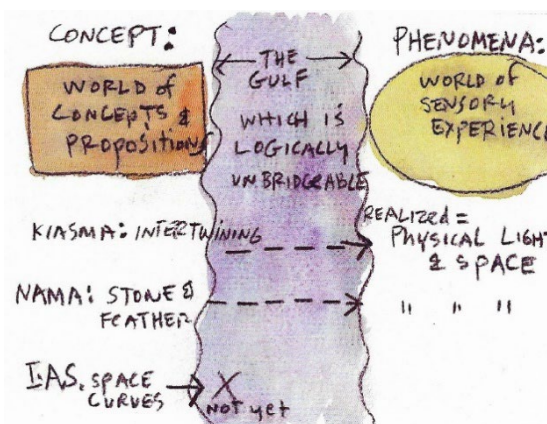 CONCEPT:
WORLD of
CONCEPTS &
PROPOSITIONS
THE
GULF
WHICH IS
LOGICALLY
UNBRIDGEABLE
PHENOMENA:
WORLD of
SENSORY
EXPERIENCE
KIASMA: INTERTWINING
REALIZED =
PHYSICAL LIGHT
& SPACE
NAMA: STONE &
FEATHER
" " "
I.A.S. SPACE
CURVES
X
NOT yet